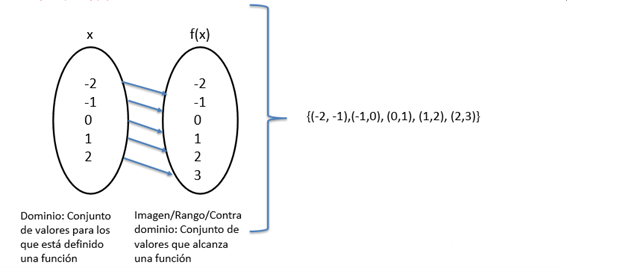 x
f(x)
-2
-1
0
1
2
-2
-1
0
1
2
3
{(-2, -1),(-1,0), (0,1), (1,2), (2,3)}
Dominio: Conjunto
de valores para los
que está definido
una función
Imagen/Rango/Contra
dominio: Conjunto de
valores que alcanza
una función